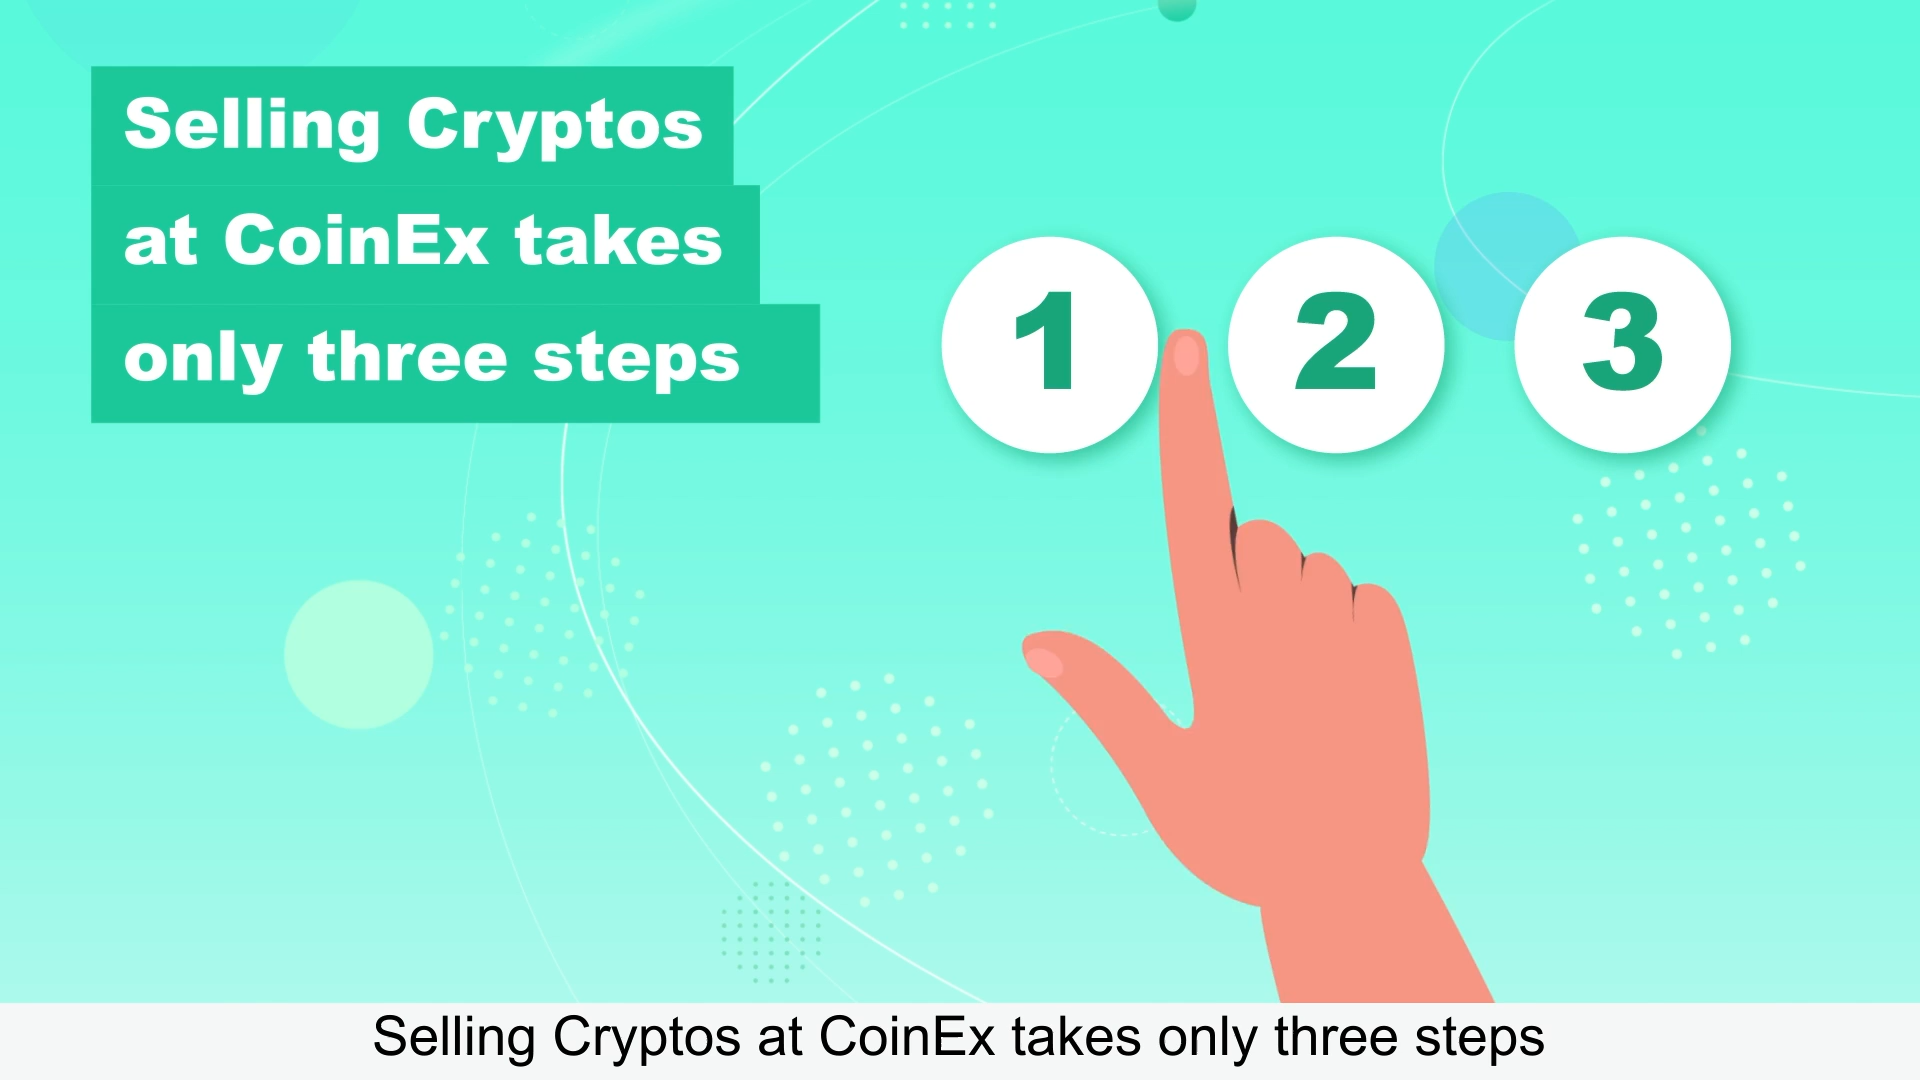 Selling Cryptos
at CoinEx takes
only three steps
1 2 3
Selling Cryptos at CoinEx takes only three steps